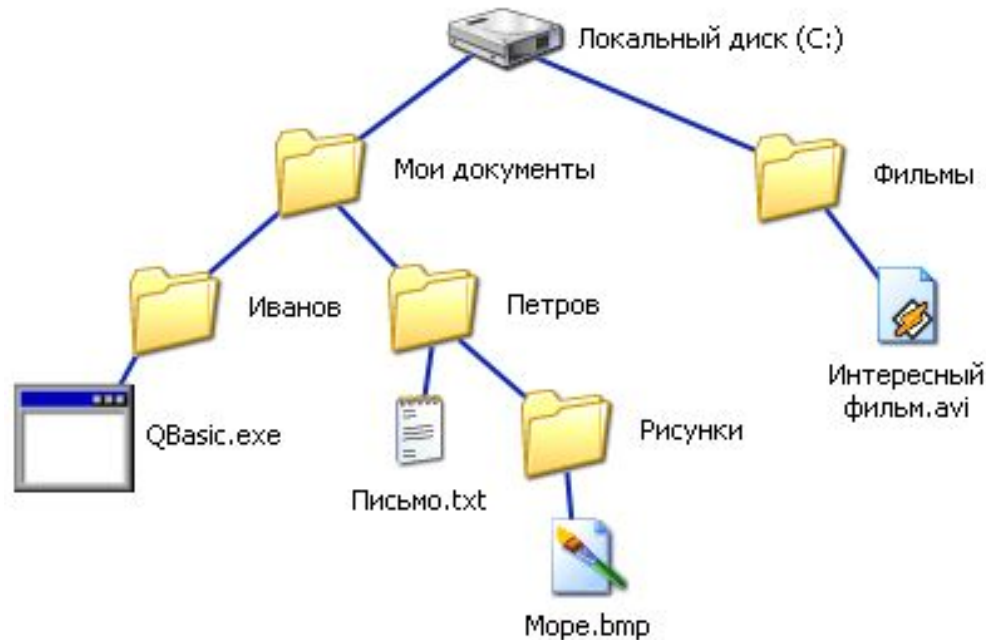 Локальный диск (C:)
Мои документы
Фильмы
Иванов
Петров
Интересный
фильм.avi
QBasic.exe
Рисунки
Письмо.txt
Море.bmp